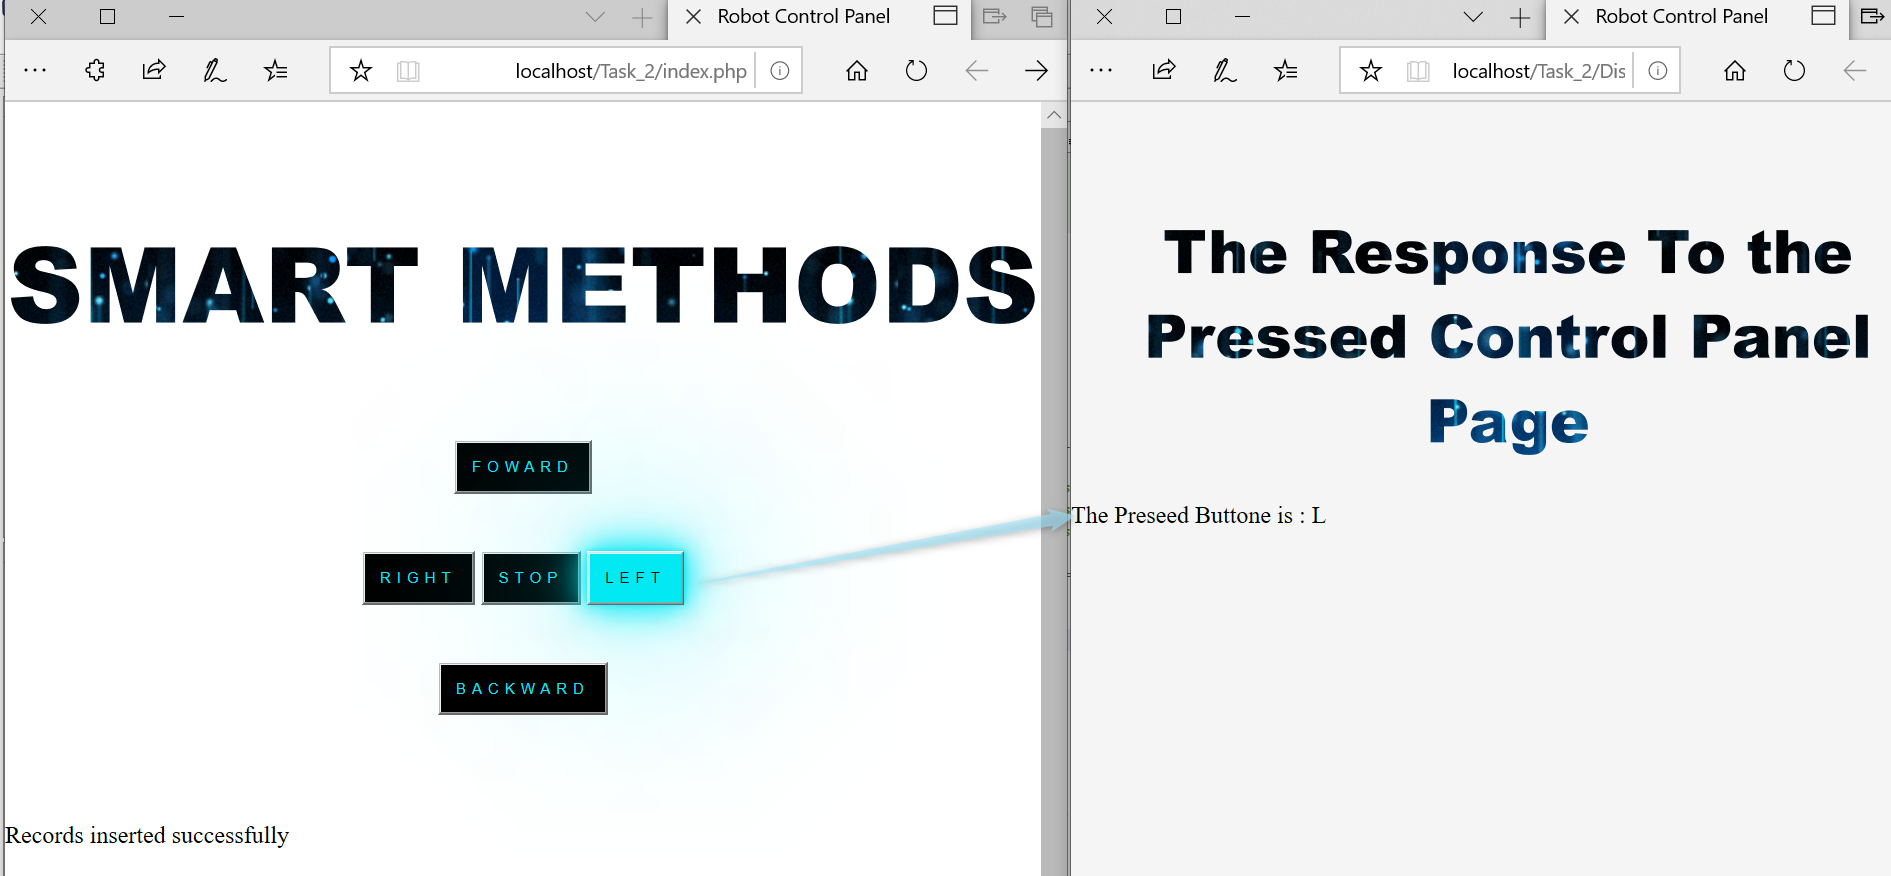 Robot Control Panel
localhost/Task_2/index.php
SMART METHODS
FOWARD
RIGHT STOP LEFT
BACKWARD
Records inserted successfully
Robot Control Panel
localhost/Task_2/Dis
The Response To the
Pressed Control Panel
Page
The Preseed Buttone is : L